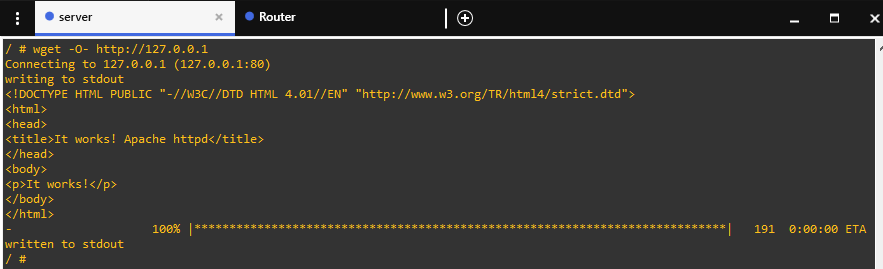 server
Router
/ # wget -O- http://127.0.0.1
Connecting to 127.0.0.1 (127.0.0.1:80)
writing to stdout
<!DOCTYPE HTML PUBLIC "-//W3C//DTD HTML 4.01//EN" "http://www.w3.org/TR/html4/strict.dtd">
<html>
<head>
<title>It works! Apache httpd</title>
</head>
<body>
<p>It works!</p>
</body>
</html>
-                    100% |****************************************************************************|   191  0:00:00 ETA
written to stdout
/ #